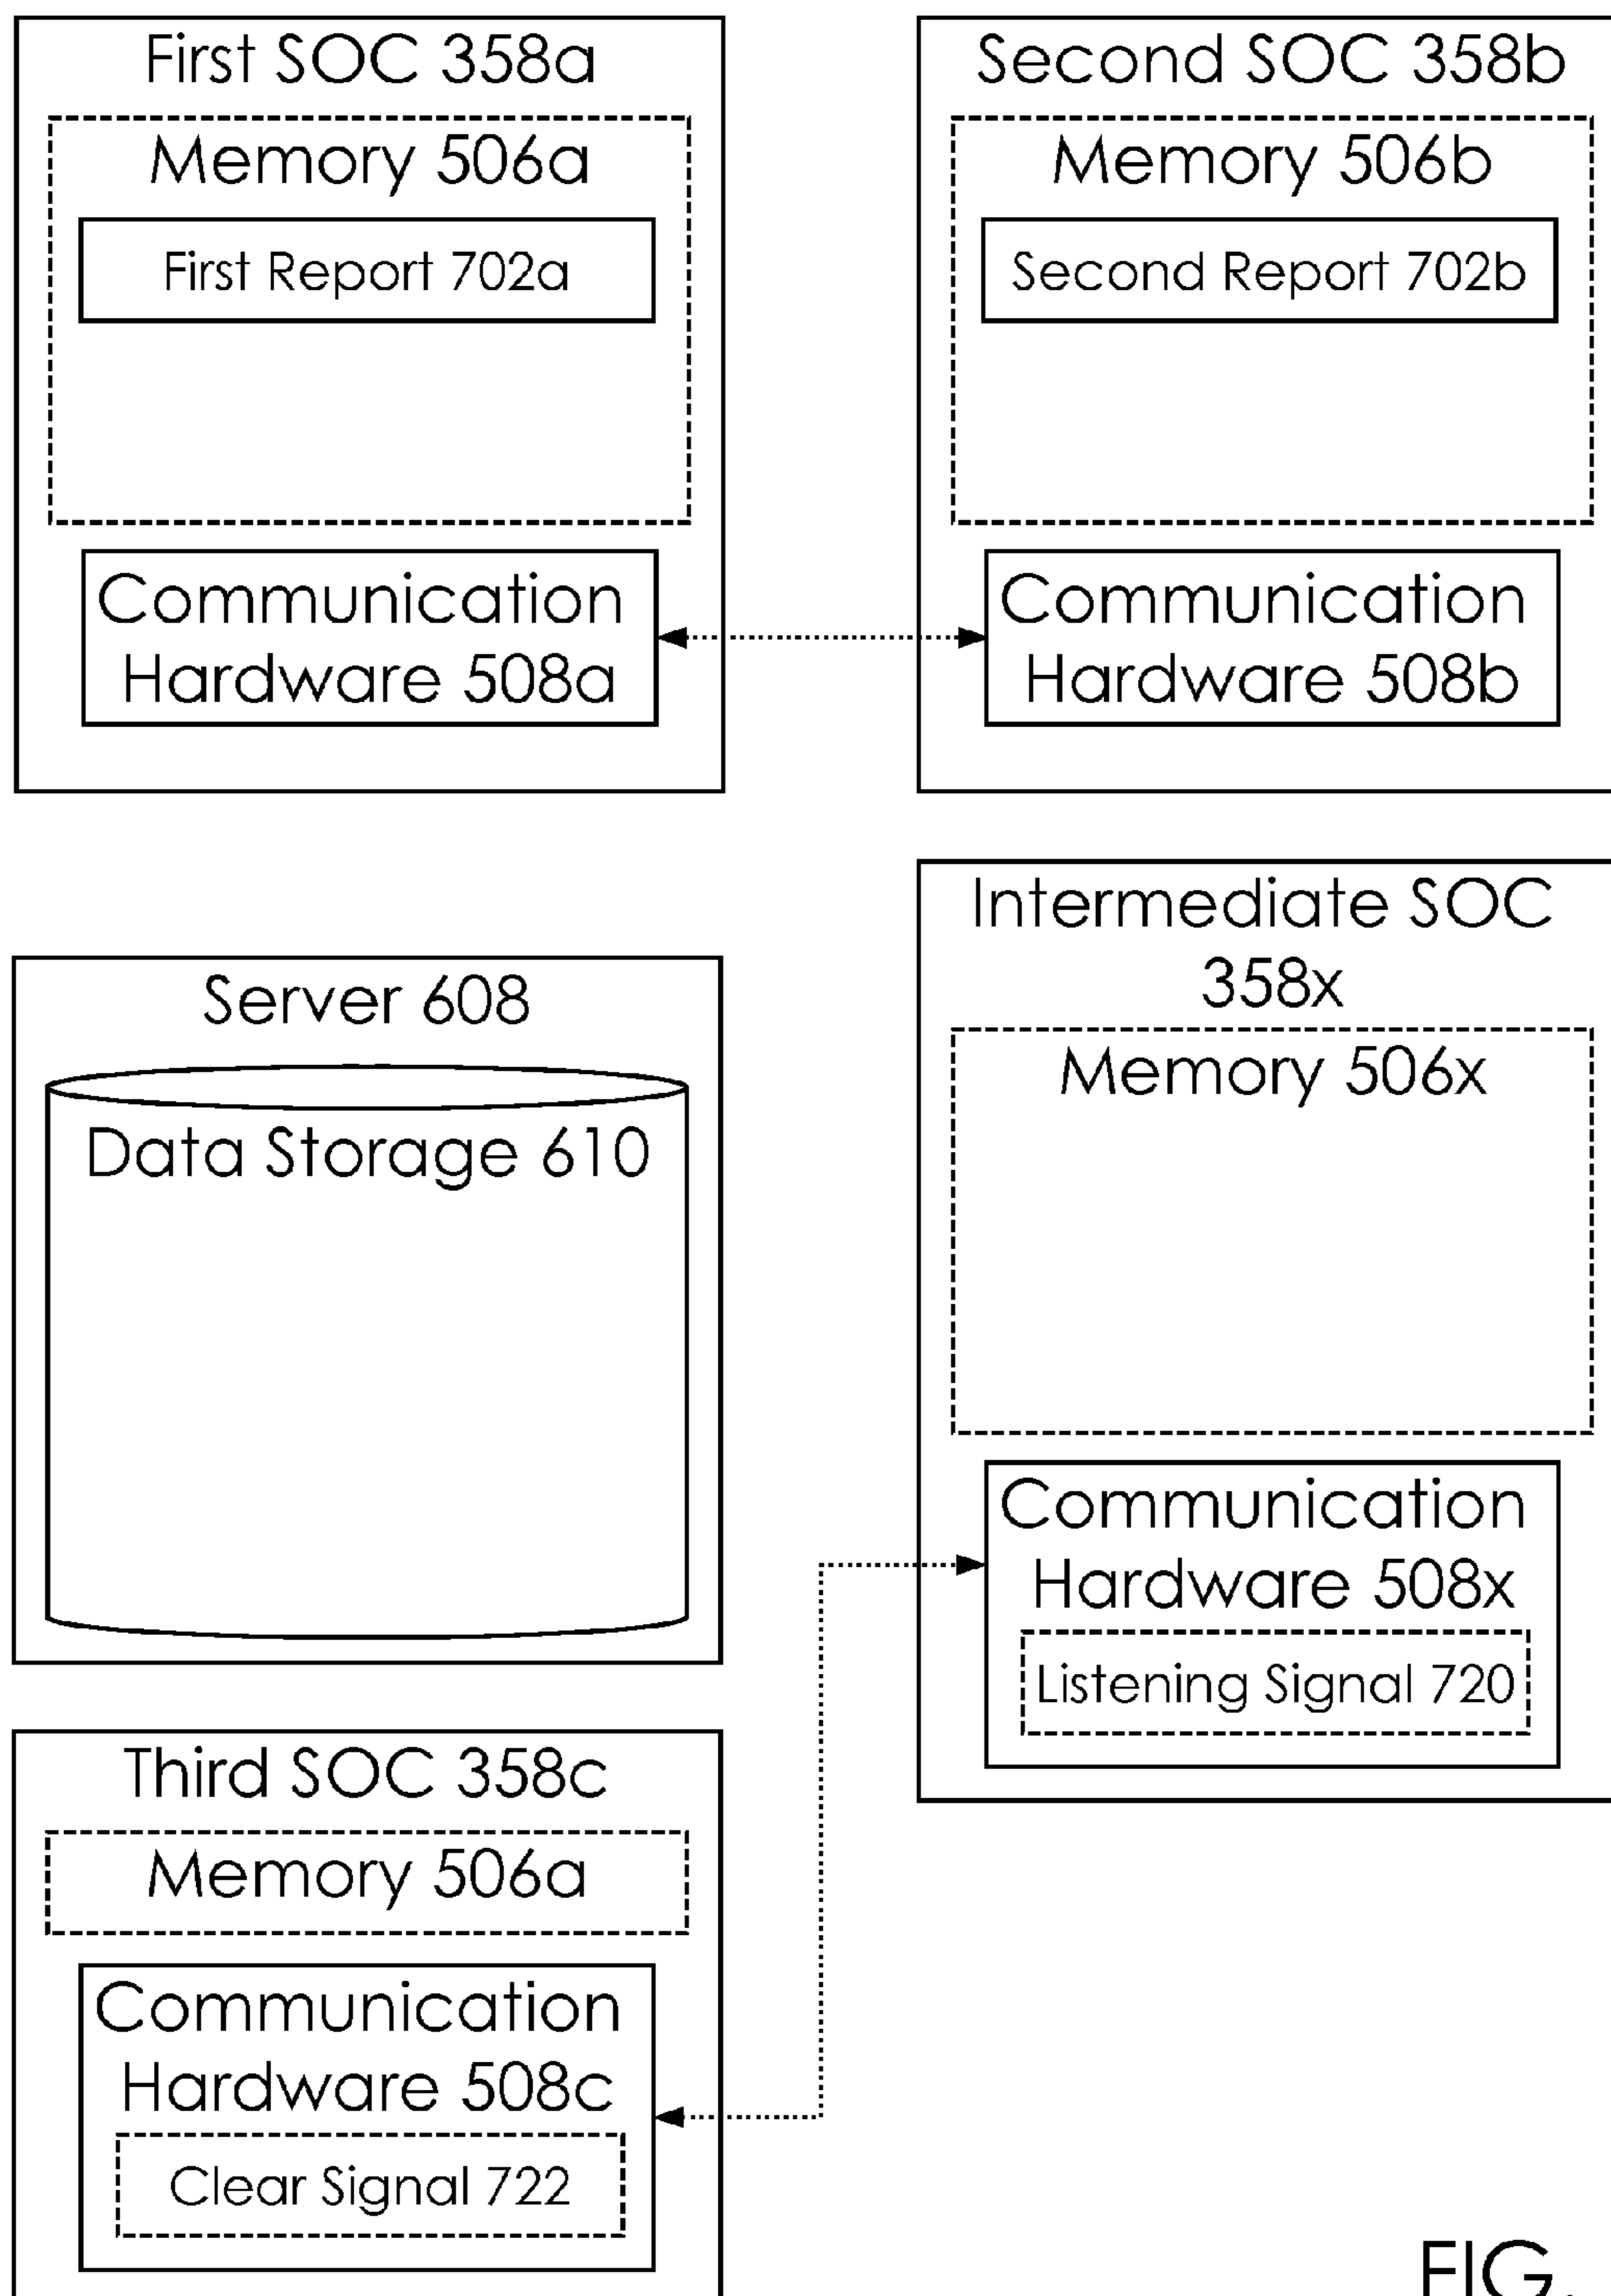 First SOC 358a
Memory 506a
First Report 702a
Communication
Hardware 508a
Second SOC 358b
Memory 506b
Second Report 702b
Communication
Hardware 508b
Server 608
Data Storage 610
Intermediate SOC
358x
Memory 506x
Communication
Hardware 508x
Listening Signal 720
Third SOC 358c
Memory 506a
Communication
Hardware 508c
Clear Signal 722
FIG.